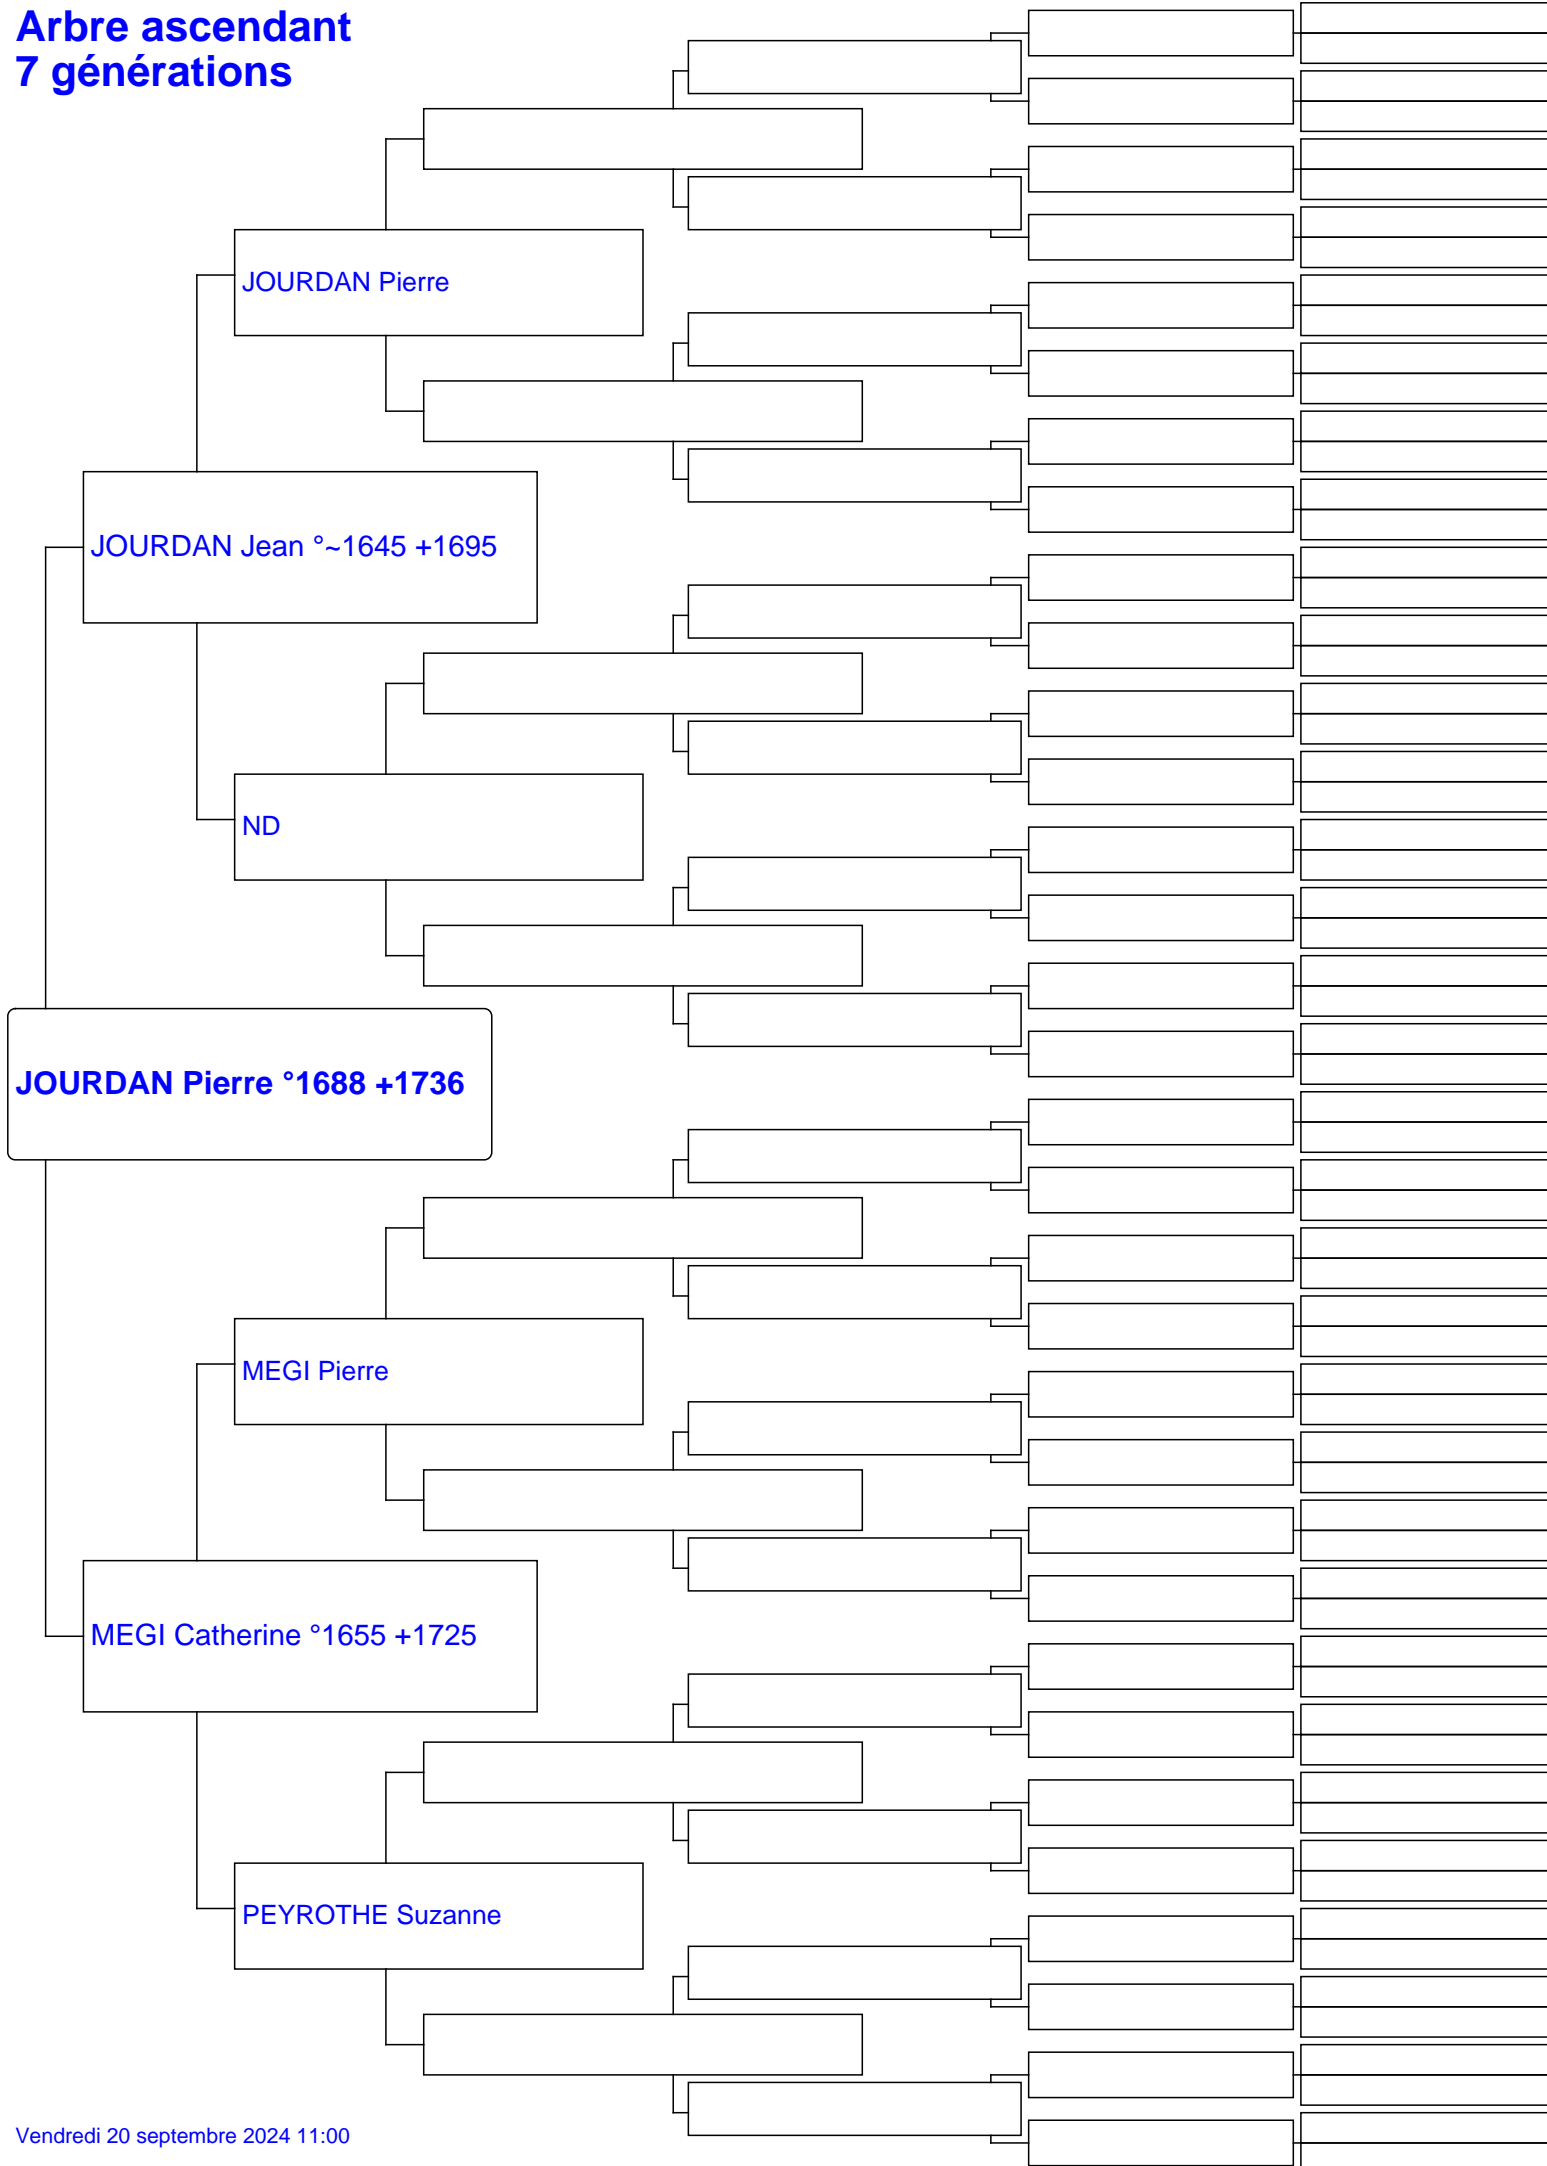 Arbre ascendant
7 générations
JOURDAN Pierre
JOURDAN Jean °~1645 +1695
ND
JOURDAN Pierre °1688 +1736
MEGI Pierre
MEGI Catherine °1655 +1725
PEYROTHE Suzanne
Vendredi 20 septembre 2024 11:00